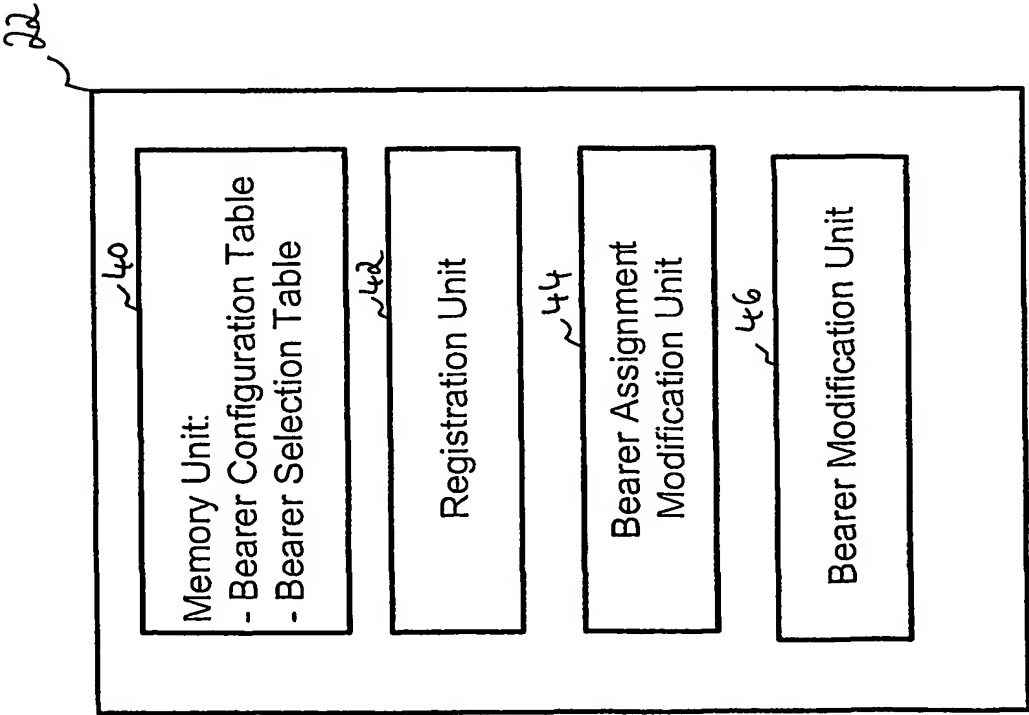 22
40
Memory Unit:
- Bearer Configuration Table
- Bearer Selection Table
42
Registration Unit
44
Bearer Assignment
Modification Unit
46
Bearer Modification Unit